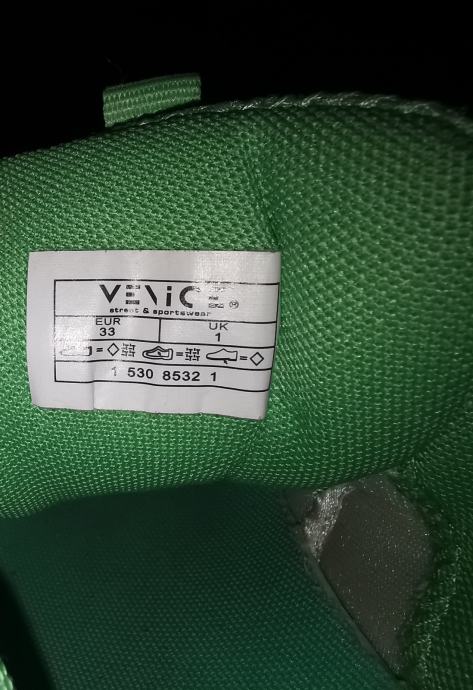 VENICE®
street & sportswear
EUR UK
33 1
= =
=
1 530 8532 1